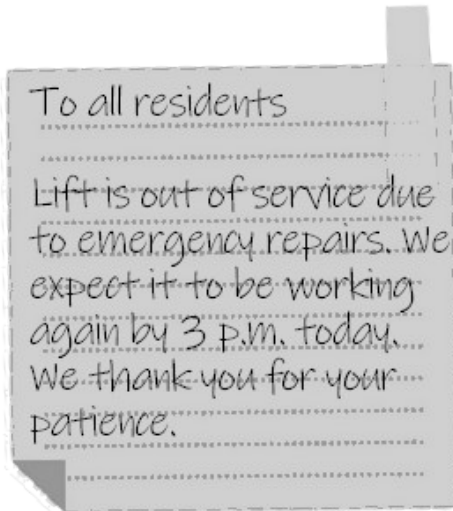 To all residents
Lift is out of service due
to emergency repairs. We
expect it to be working
again by 3 p.m. today.
We thank you for your
patience.